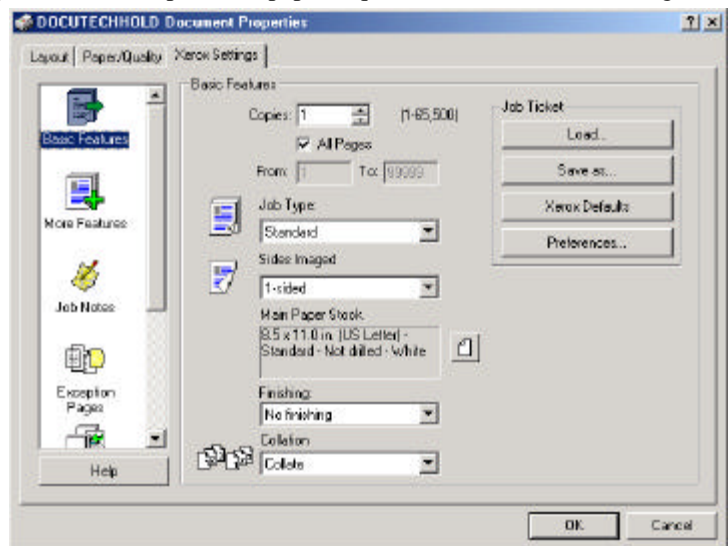 DOCUTECHHOLD Document Properties
Layout Paper/Quality Xerox Settings
Basic Features
More Features
Job Notes
Exception Pages
Help
Basic Features
Copies: 1 (1-65,500)
All Pages
From: 1 To: 99999
Job Type:
Standard
Sides Imaged
1-sided
Main Paper Stock
8.5 x 11.0 in. (US Letter) -
Standard - Not drilled - White
Finishing:
No finishing
Collation
Collate
Job Ticket
Load...
Save as...
Xerox Defaults
Preferences...
OK
Cancel